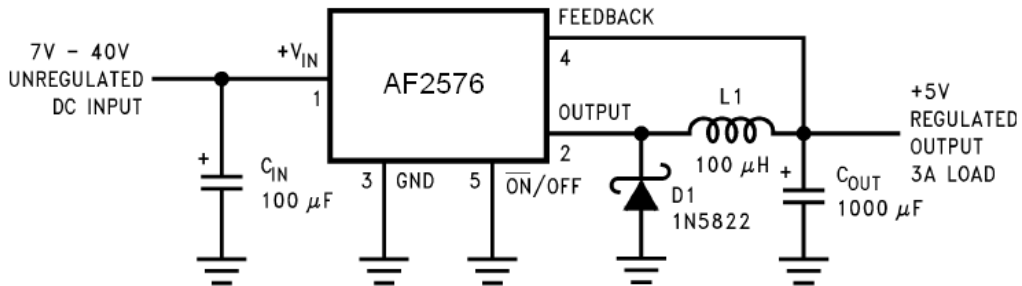 FEEDBACK
7V – 40V
UNREGULATED
DC INPUT
+VIN
1
AF2576
4
OUTPUT
2
L1
100 μH
+5V
REGULATED
OUTPUT
3A LOAD
+
CIN
100 μF
3
GND
5
ON/OFF
D1
1N5822
+
COUT
1000 μF